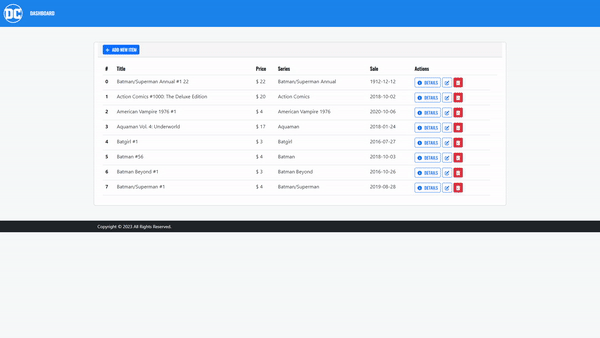 DC DASHBOARD
+ ADD NEW ITEM
# Title Price Series Sale Actions
0 Batman/Superman Annual #1.22 $ 22 Batman/Superman Annual 1912-12-12 DETAILS
1 Action Comics #1000: The Deluxe Edition $ 20 Action Comics 2018-10-02 DETAILS
2 American Vampire 1976 #1 $ 4 American Vampire 1976 2020-10-06 DETAILS
3 Aquaman Vol. 4: Underworld $ 17 Aquaman 2018-01-24 DETAILS
4 Batgirl #1 $ 3 Batgirl 2016-07-27 DETAILS
5 Batman #56 $ 4 Batman 2018-10-03 DETAILS
6 Batman Beyond #1 $ 3 Batman Beyond 2016-10-26 DETAILS
7 Batman/Superman #1 $ 4 Batman/Superman 2019-08-28 DETAILS
Copyright © 2023 All Rights Reserved.